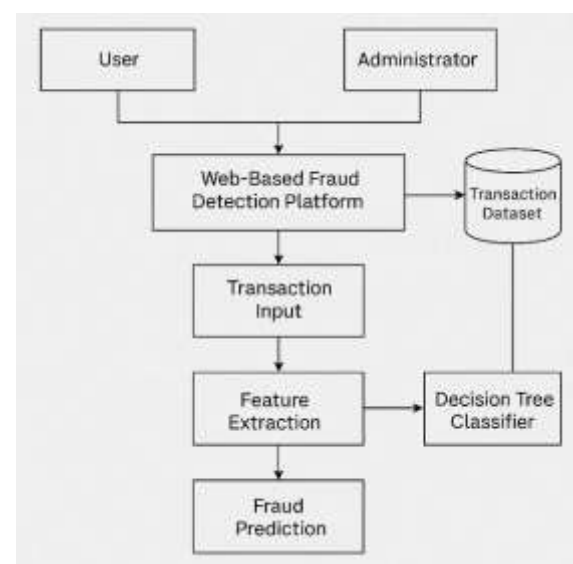 User
Administrator
Web-Based Fraud
Detection Platform
Transaction
Dataset
Transaction
Input
Feature
Extraction
Decision Tree
Classifier
Fraud
Prediction